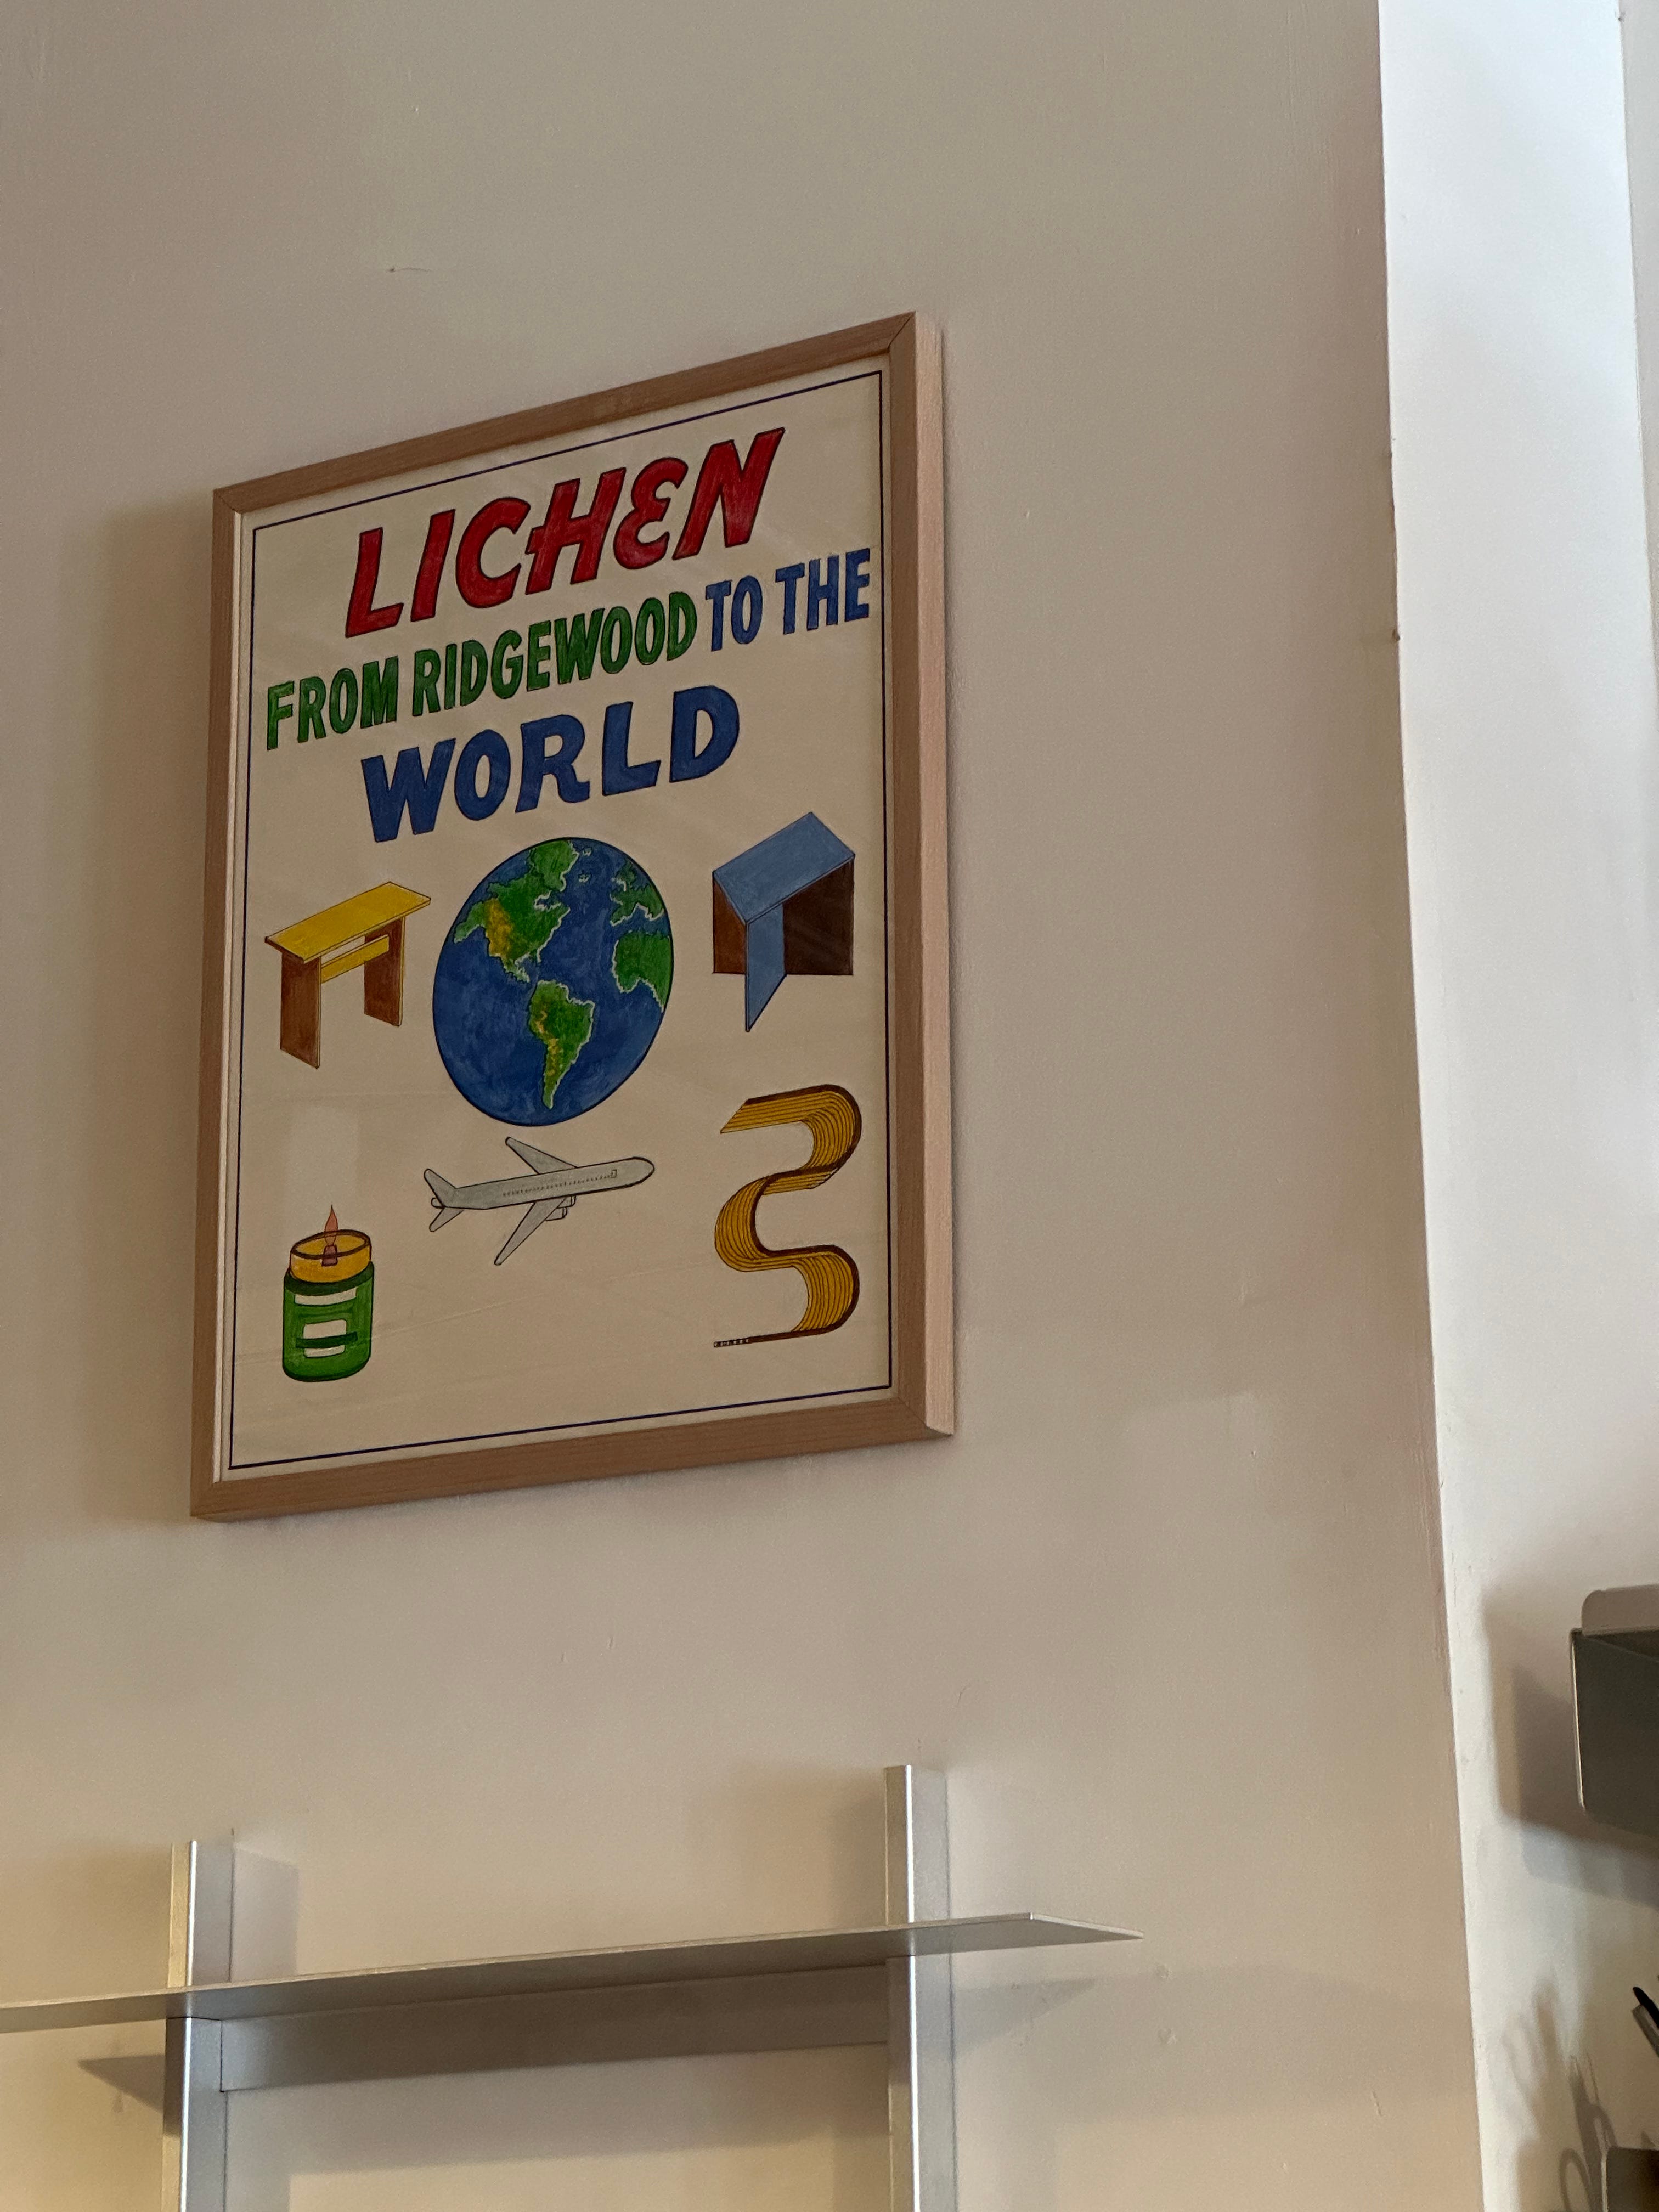 LICHEN
FROM RIDGEWOOD TO THE
WORLD